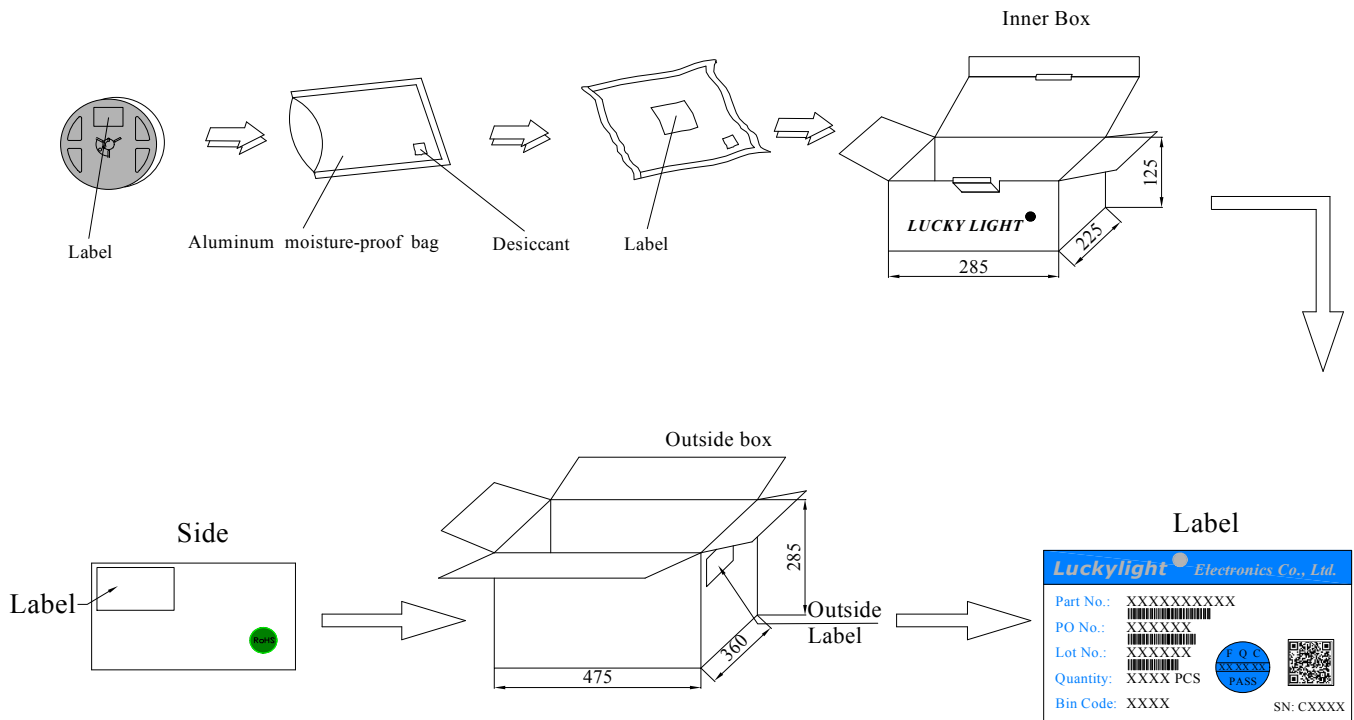 Inner Box
Label
Aluminum moisture-proof bag
Desiccant
Label
LUCKY LIGHT
125
225
285
Outside box
Side
Label
RoHS
285
360
475
Outside
Label
Label
Luckylight Electronics Co., Ltd.
Part No.: XXXXXXXXXX
PO No.: XXXXXX
Lot No.: XXXXXX
Quantity: XXXX PCS
Bin Code: XXXX
F Q C
XXXXXX
PASS
SN: CXXXX